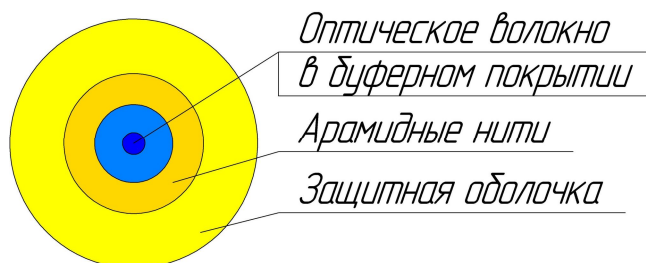 Оптическое волокно
в буферном покрытии
Арамидные нити
Защитная оболочка